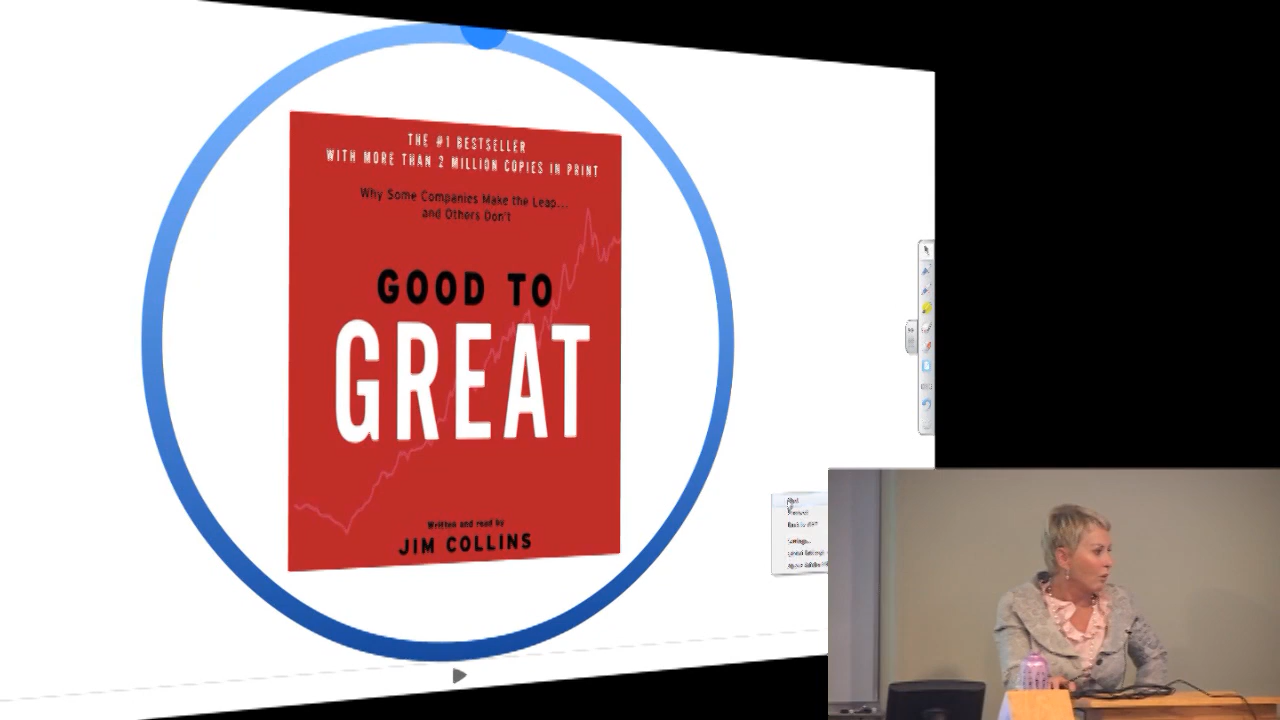 THE #1 BESTSELLER
WITH MORE THAN 2 MILLION COPIES IN PRINT
Why Some Companies Make the Leap...
and Others Don't
GOOD TO
GREAT
Written and read by
JIM COLLINS